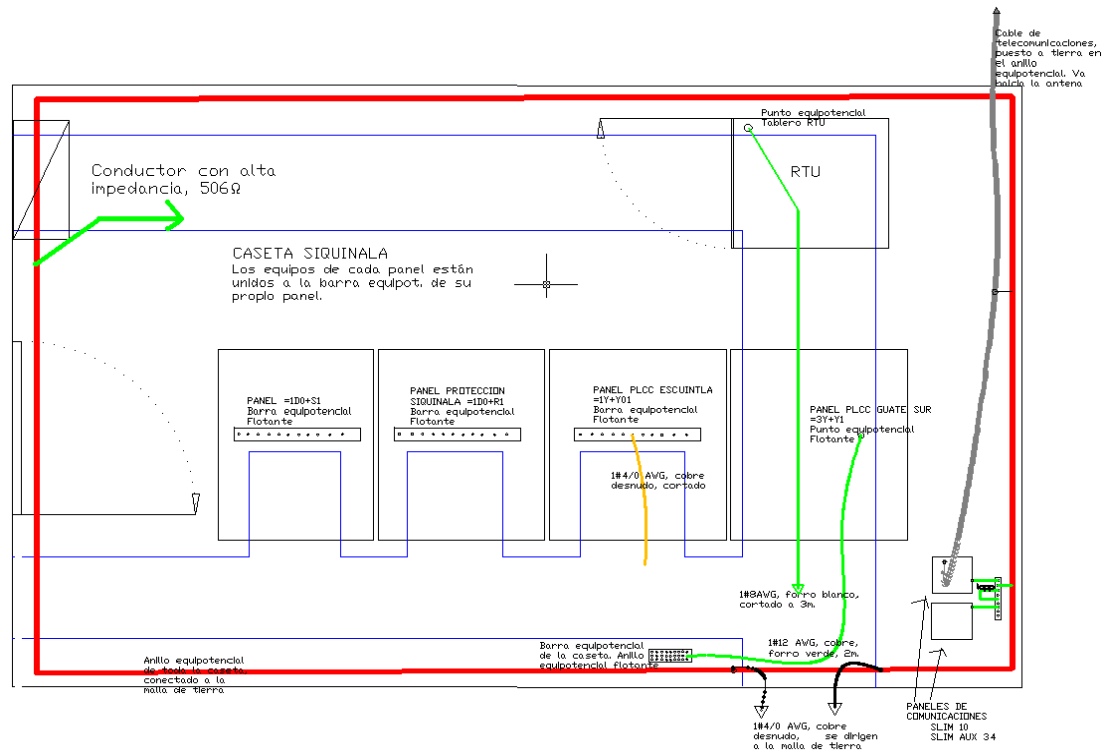 Cable de
telecomunicaciones,
puesto a tierra en
el anillo
equipotencial. Va
hacia la antena
Punto equipotencial
Tablero RTU
RTU
Conductor con alta
impedancia, 506Ω
CASETA SIQUINALA
Los equipos de cada panel están
unidos a la barra equipot. de su
propio panel.
PANEL =1D0+S1
Barra equipotencial
Flotante
PANEL PROTECCION
SIQUINALA =1D0+R1
Barra equipotencial
Flotante
PANEL PLCC ESCUINTLA
=1Y+Y01
Barra equipotencial
Flotante
PANEL PLCC GUATE SUR
=3Y+Y1
Punto equipotencial
Flotante
1#4/0 AWG, cobre
desnudo, cortado
1#8AWG, forro blanco,
cortado a 3m.
1#12 AWG, cobre,
forro verde, 2m.
Barra equipotencial
de la caseta. Anillo
equipotencial flotante
Anillo equipotencial
de toda la caseta,
conectado a la
malla de tierra
1#4/0 AWG, cobre
desnudo, se dirigen
a la malla de tierra
PANELES DE
COMUNICACIONES
SLIM 10
SLIM AUX 34